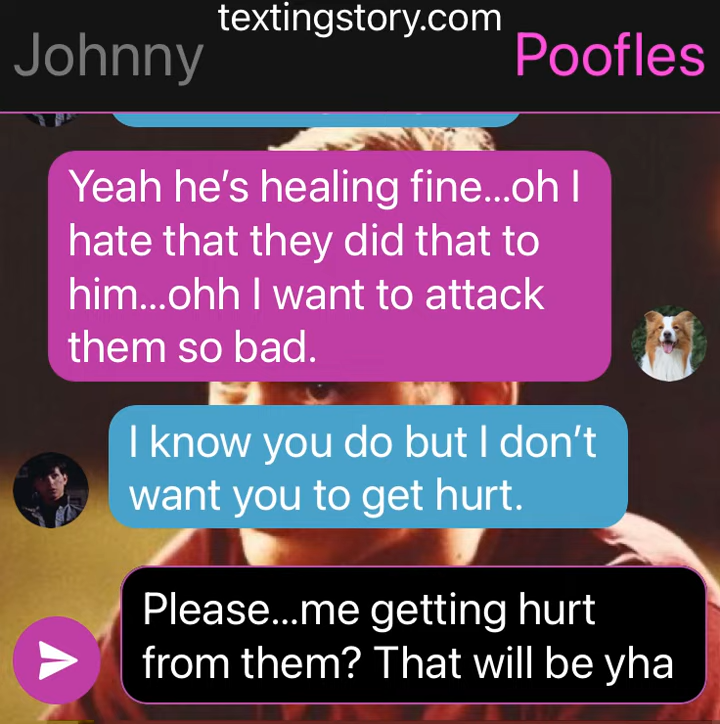 textingstory.com
Johnny
Poofles
Yeah he’s healing fine...oh I
hate that they did that to
him...ohh I want to attack
them so bad.
I know you do but I don’t
want you to get hurt.
Please...me getting hurt
from them? That will be yha